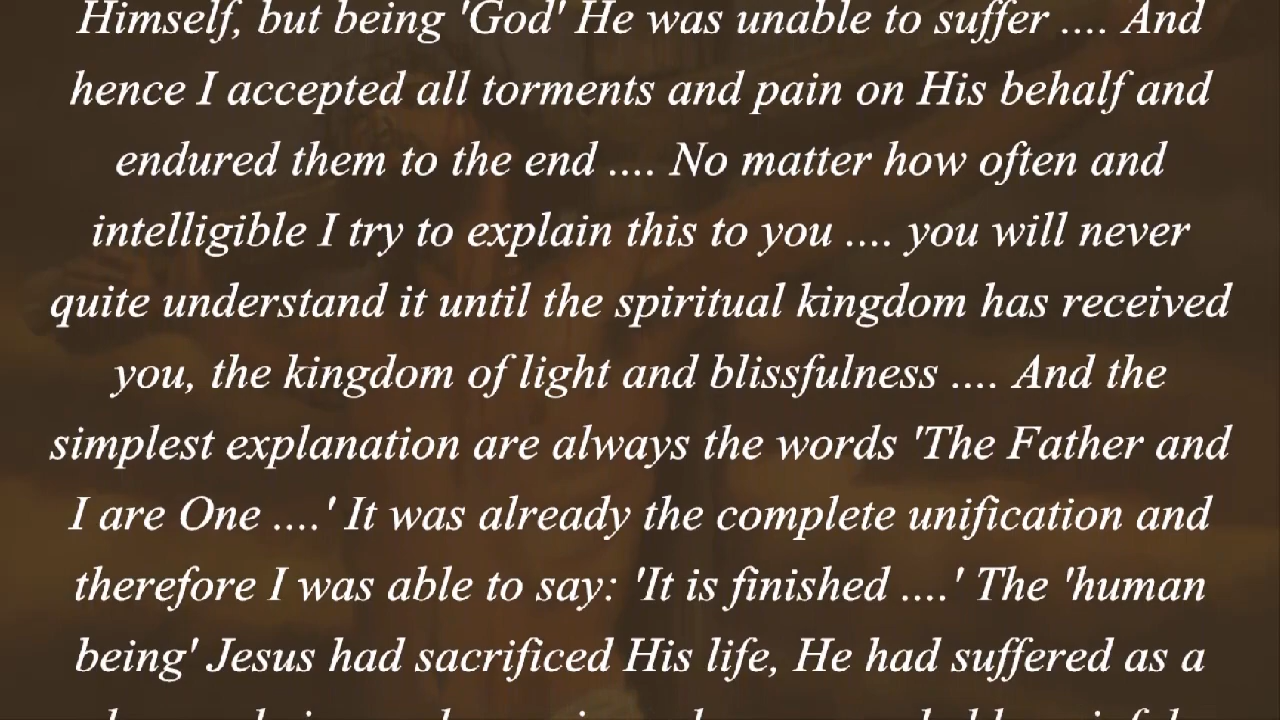 Himself, but being 'God' He was unable to suffer .... And
hence I accepted all torments and pain on His behalf and
endured them to the end .... No matter how often and
intelligible I try to explain this to you .... you will never
quite understand it until the spiritual kingdom has received
you, the kingdom of light and blissfulness .... And the
simplest explanation are always the words 'The Father and
I are One ....' It was already the complete unification and
therefore I was able to say: 'It is finished ....' The 'human
being' Jesus had sacrificed His life, He had suffered as a